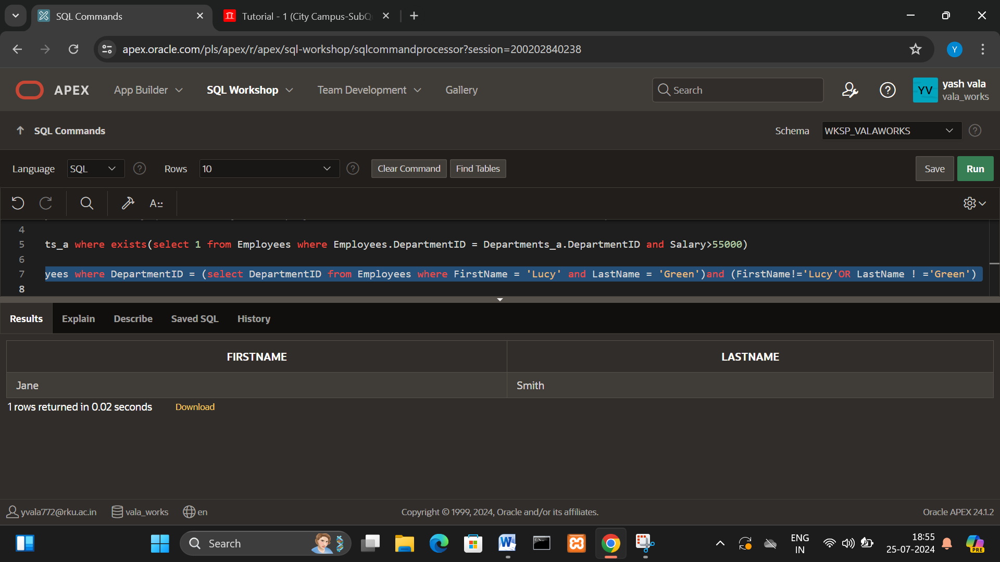 SQL Commands
Tutorial - 1 (City Campus-SubQ
apex.oracle.com/pls/apex/r/apex/sql-workshop/sqlcommandprocessor?session=200202840238
Y
APEX
App Builder
SQL Workshop
Team Development
Gallery
Search
YV
yash vala
vala_works
SQL Commands
Schema
WKSP_VALAWORKS
Language
SQL
Rows
10
Clear Command
Find Tables
Save
Run
4
5 ts_a where exists(select 1 from Employees where Employees.DepartmentID = Departments_a.DepartmentID and Salary>55000)
6
7 yees where DepartmentID = (select DepartmentID from Employees where FirstName = 'Lucy' and LastName = 'Green')and (FirstName!='Lucy'OR LastName ! ='Green')
8
Results
Explain
Describe
Saved SQL
History
FIRSTNAME LASTNAME
Jane Smith
1 rows returned in 0.02 seconds
Download
yvala772@rku.ac.in
vala_works
en
Copyright © 1999, 2024, Oracle and/or its affiliates.
Oracle APEX 24.1.2
Search
ENG
IN
18:55
25-07-2024
PRE